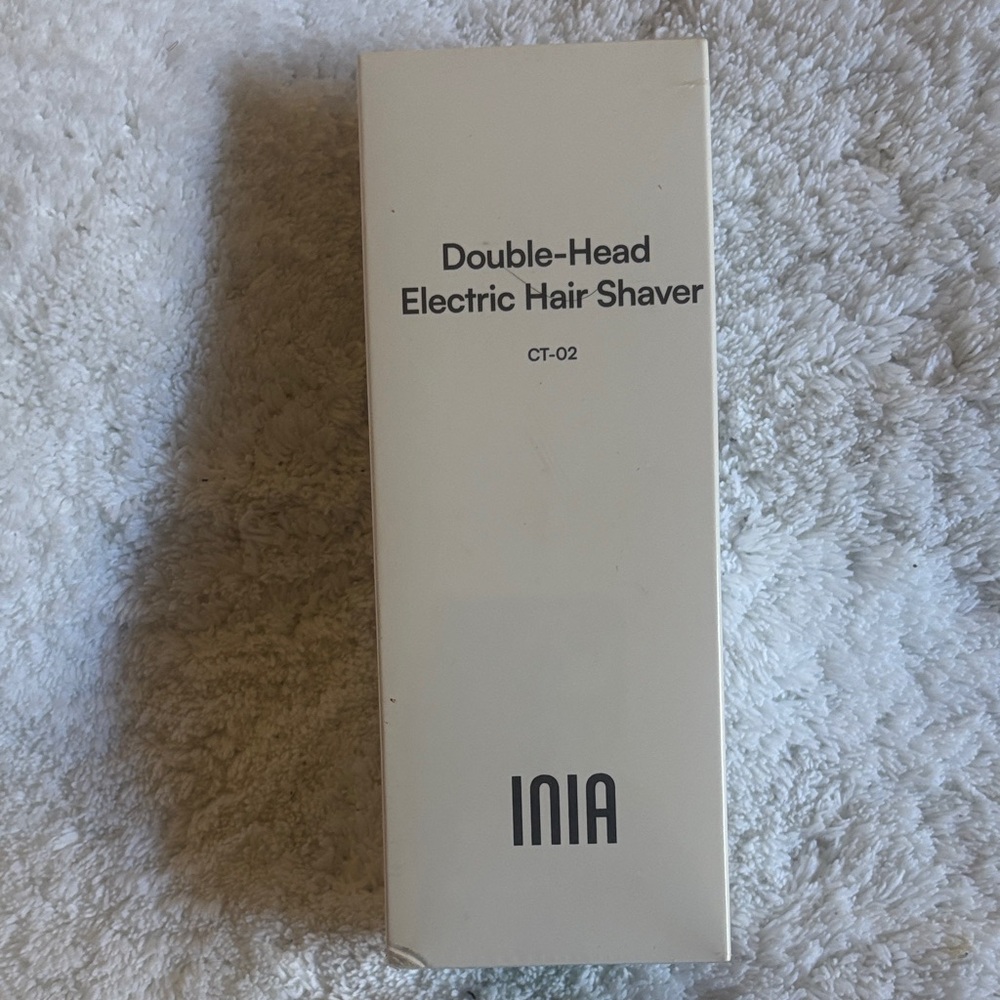 Double-Head
Electric Hair Shaver
CT-02
INIA